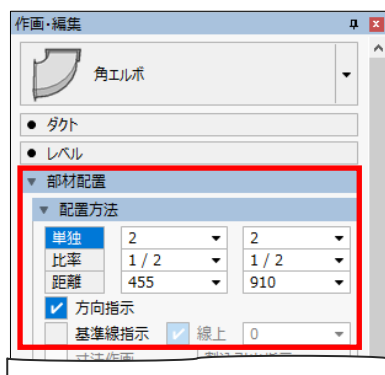 作画・編集
角エルボ
● ダクト
● レベル
▼ 部材配置
▼ 配置方法
単独 2 2
比率 1 / 2 1 / 2
距離 455 910
方向指示
基準線指示 線上 0